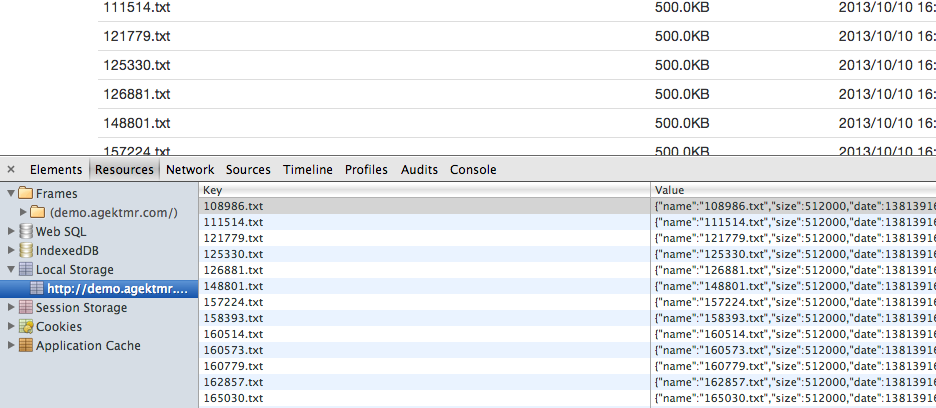 111514.txt 500.0KB 2013/10/10 16:
121779.txt 500.0KB 2013/10/10 16:
125330.txt 500.0KB 2013/10/10 16:
126881.txt 500.0KB 2013/10/10 16:
148801.txt 500.0KB 2013/10/10 16:
157224.txt 500.0KB 2013/10/10 16:
× Elements Resources Network Sources Timeline Profiles Audits Console
Frames
(demo.agektmr.com/)
Web SQL
IndexedDB
Local Storage
http://demo.agektmr....
Session Storage
Cookies
Application Cache
Key Value
108986.txt {"name":"108986.txt","size":512000,"date":13813916
111514.txt {"name":"111514.txt","size":512000,"date":13813916
121779.txt {"name":"121779.txt","size":512000,"date":13813916
125330.txt {"name":"125330.txt","size":512000,"date":13813916
126881.txt {"name":"126881.txt","size":512000,"date":13813916
148801.txt {"name":"148801.txt","size":512000,"date":13813916
157224.txt {"name":"157224.txt","size":512000,"date":13813916
158393.txt {"name":"158393.txt","size":512000,"date":13813916
160514.txt {"name":"160514.txt","size":512000,"date":13813916
160573.txt {"name":"160573.txt","size":512000,"date":13813916
160779.txt {"name":"160779.txt","size":512000,"date":13813916
162857.txt {"name":"162857.txt","size":512000,"date":13813916
165030.txt {"name":"165030.txt","size":512000,"date":13813916